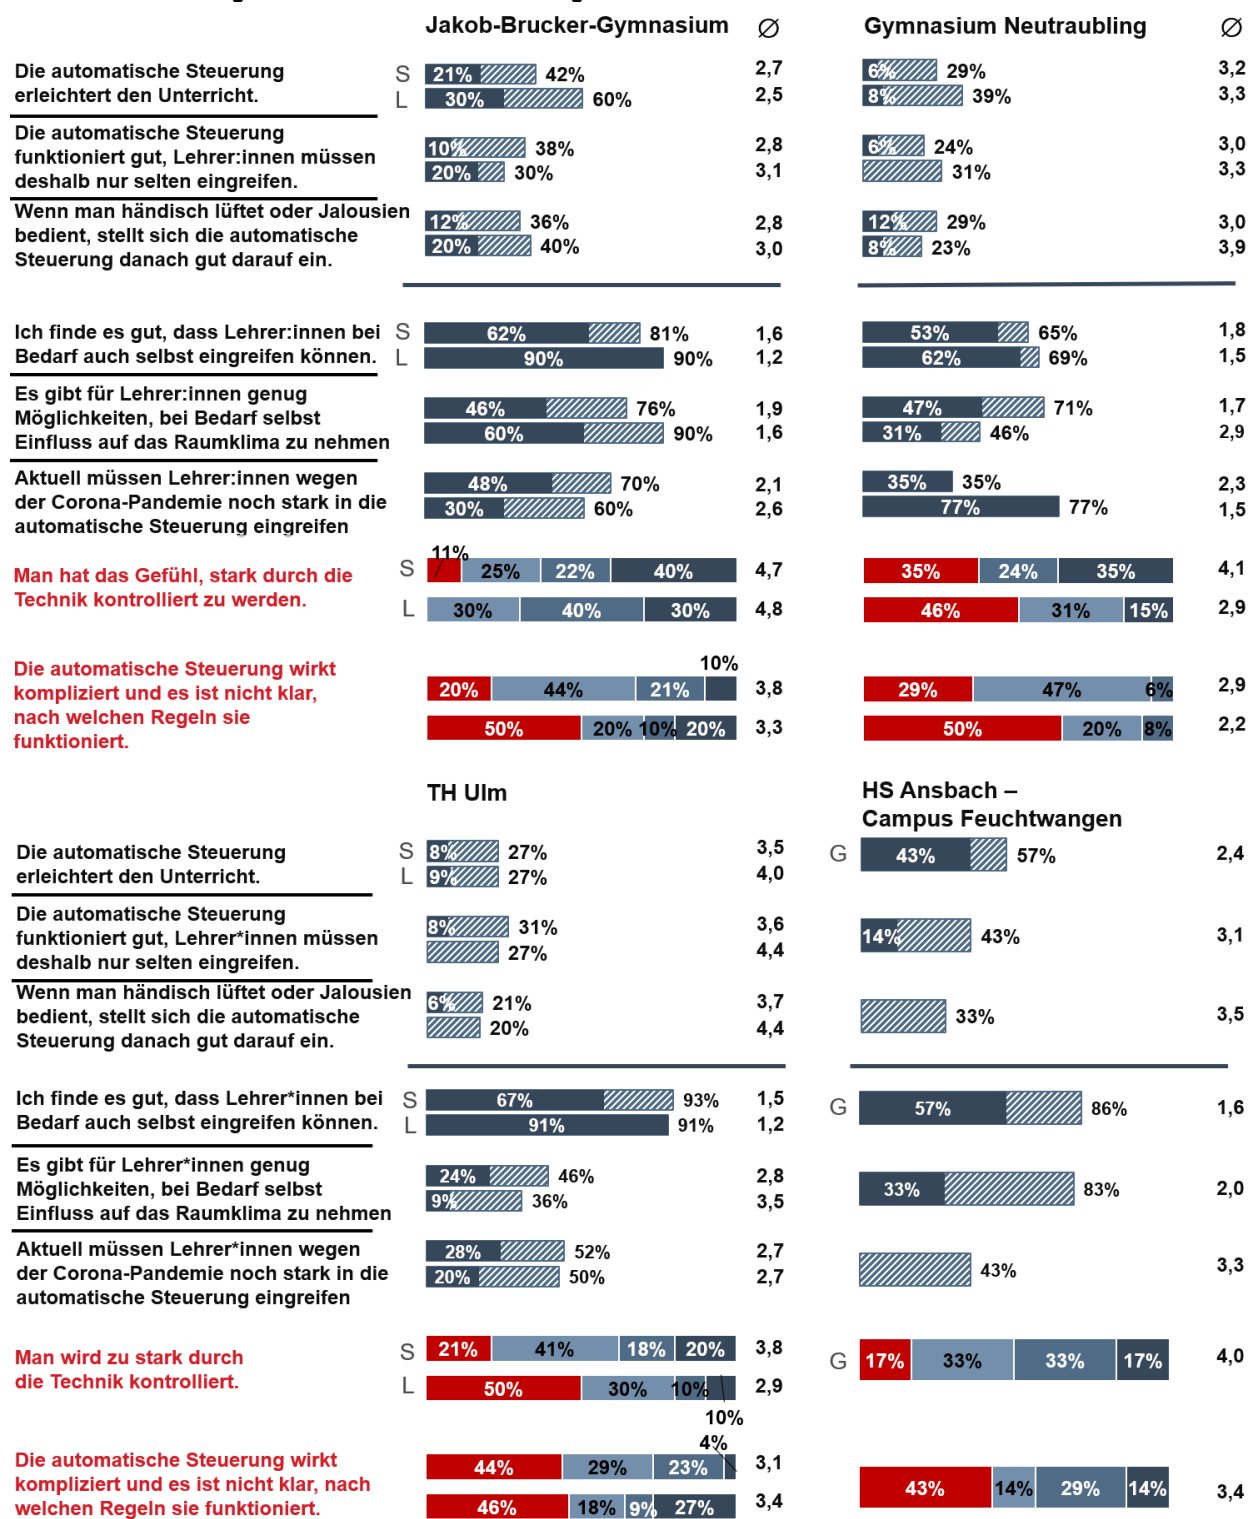 Jakob-Brucker-Gymnasium ∅ Gymnasium Neutraubling ∅
Die automatische Steuerung
erleichtert den Unterricht.
S 21% 42% 2,7 6% 29% 3,2
L 30% 60% 2,5 8% 39% 3,3
Die automatische Steuerung
funktioniert gut, Lehrer:innen müssen
deshalb nur selten eingreifen.
10% 38% 2,8 6% 24% 3,0
20% 30% 3,1 31% 3,3
Wenn man händisch lüftet oder Jalousien
bedient, stellt sich die automatische
Steuerung danach gut darauf ein.
12% 36% 2,8 12% 29% 3,0
20% 40% 3,0 8% 23% 3,9
Ich finde es gut, dass Lehrer:innen bei
Bedarf auch selbst eingreifen können.
S 62% 81% 1,6 53% 65% 1,8
L 90% 90% 1,2 62% 69% 1,5
Es gibt für Lehrer:innen genug
Möglichkeiten, bei Bedarf selbst
Einfluss auf das Raumklima zu nehmen
46% 76% 1,9 47% 71% 1,7
60% 90% 1,6 31% 46% 2,9
Aktuell müssen Lehrer:innen wegen
der Corona-Pandemie noch stark in die
automatische Steuerung eingreifen
48% 70% 2,1 35% 35% 2,3
30% 60% 2,6 77% 77% 1,5
Man hat das Gefühl, stark durch die
Technik kontrolliert zu werden.
11%
S 25% 22% 40% 4,7 35% 24% 35% 4,1
L 30% 40% 30% 4,8 46% 31% 15% 2,9
Die automatische Steuerung wirkt
kompliziert und es ist nicht klar,
nach welchen Regeln sie
funktioniert.
10%
20% 44% 21% 3,8 29% 47% 6% 2,9
50% 20% 10% 20% 3,3 50% 20% 8% 2,2
TH Ulm
HS Ansbach –
Campus Feuchtwangen
Die automatische Steuerung
erleichtert den Unterricht.
S 8% 27% 3,5 G 43% 57% 2,4
L 9% 27% 4,0
Die automatische Steuerung
funktioniert gut, Lehrer*innen müssen
deshalb nur selten eingreifen.
8% 31% 3,6 14% 43% 3,1
27% 4,4
Wenn man händisch lüftet oder Jalousien
bedient, stellt sich die automatische
Steuerung danach gut darauf ein.
6% 21% 3,7 33% 3,5
20% 4,4
Ich finde es gut, dass Lehrer*innen bei
Bedarf auch selbst eingreifen können.
S 67% 93% 1,5 G 57% 86% 1,6
L 91% 91% 1,2
Es gibt für Lehrer*innen genug
Möglichkeiten, bei Bedarf selbst
Einfluss auf das Raumklima zu nehmen
24% 46% 2,8 33% 83% 2,0
9% 36% 3,5
Aktuell müssen Lehrer*innen wegen
der Corona-Pandemie noch stark in die
automatische Steuerung eingreifen
28% 52% 2,7 43% 3,3
20% 50% 2,7
Man wird zu stark durch
die Technik kontrolliert.
S 21% 41% 18% 20% 3,8 G 17% 33% 33% 17% 4,0
L 50% 30% 10% 2,9
10%
Die automatische Steuerung wirkt
kompliziert und es ist nicht klar, nach
welchen Regeln sie funktioniert.
4%
44% 29% 23% 3,1 43% 14% 29% 14% 3,4
46% 18% 9% 27% 3,4